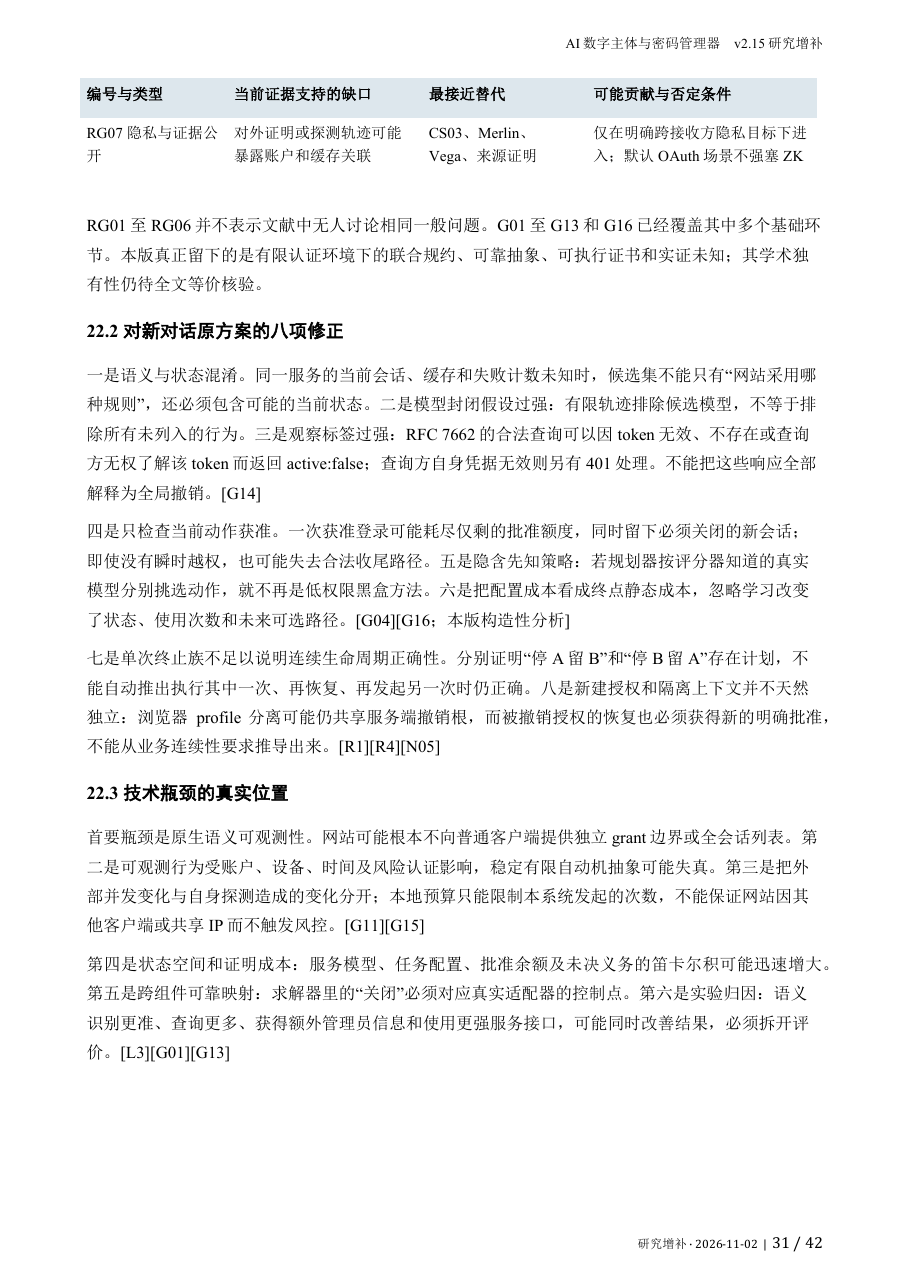 AI 数字主体与密码管理器 v2.15 研究增补
编号与类型 当前证据支持的缺口 最接近替代 可能贡献与否定条件
RG07 隐私与证据公 对外证明或探测轨迹可能 CS03、Merlin、 仅在明确跨接收方隐私目标下进
开 暴露账户和缓存关联 Vega、来源证明 入；默认 OAuth 场景不强塞 ZK
RG01 至 RG06 并不表示文献中无人讨论相同一般问题。G01 至 G13 和 G16 已经覆盖其中多个基础环
节。本版真正留下的是有限认证环境下的联合规约、可靠抽象、可执行证书和实证未知；其学术独
有性仍待全文等价核验。
22.2 对新对话原方案的八项修正
一是语义与状态混淆。同一服务的当前会话、缓存和失败计数未知时，候选集不能只有“网站采用哪
种规则”，还必须包含可能的当前状态。二是模型封闭假设过强：有限轨迹排除候选模型，不等于排
除所有未列入的行为。三是观察标签过强：RFC 7662 的合法查询可以因 token 无效、不存在或查询
方无权了解该 token 而返回 active:false；查询方自身凭据无效则另有 401 处理。不能把这些响应全部
解释为全局撤销。[G14]
四是只检查当前动作获准。一次获准登录可能耗尽仅剩的批准额度，同时留下必须关闭的新会话；
即使没有瞬时越权，也可能失去合法收尾路径。五是隐含先知策略：若规划器按评分器知道的真实
模型分别挑选动作，就不再是低权限黑盒方法。六是把配置成本看成终点静态成本，忽略学习改变
了状态、使用次数和未来可选路径。[G04][G16；本版构造性分析]
七是单次终止族不足以说明连续生命周期正确性。分别证明“停 A 留 B”和“停 B 留 A”存在计划，不
能自动推出执行其中一次、再恢复、再发起另一次时仍正确。八是新建授权和隔离上下文并不天然
独立：浏览器 profile 分离可能仍共享服务端撤销根，而被撤销授权的恢复也必须获得新的明确批准，
不能从业务连续性要求推导出来。[R1][R4][N05]
22.3 技术瓶颈的真实位置
首要瓶颈是原生语义可观测性。网站可能根本不向普通客户端提供独立 grant 边界或全会话列表。第
二是可观测行为受账户、设备、时间及风险认证影响，稳定有限自动机抽象可能失真。第三是把外
部并发变化与自身探测造成的变化分开；本地预算只能限制本系统发起的次数，不能保证网站因其
他客户端或共享 IP 而不触发风控。[G11][G15]
第四是状态空间和证明成本：服务模型、任务配置、批准余额及未决义务的笛卡尔积可能迅速增大。
第五是跨组件可靠映射：求解器里的“关闭”必须对应真实适配器的控制点。第六是实验归因：语义
识别更准、查询更多、获得额外管理员信息和使用更强服务接口，可能同时改善结果，必须拆开评
价。[L3][G01][G13]
研究增补 · 2026-11-02 | 31 / 42